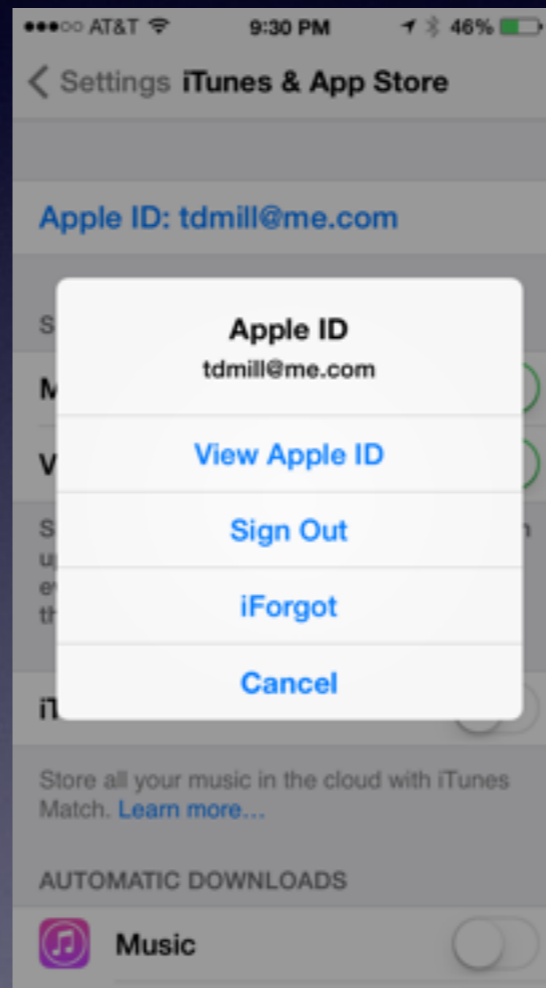 AT&T 9:30 PM 46%
Settings iTunes & App Store
Apple ID: tdmill@me.com
Apple ID
tdmill@me.com
View Apple ID
Sign Out
iForgot
Cancel
Store all your music in the cloud with iTunes
Match. Learn more...
AUTOMATIC DOWNLOADS
Music